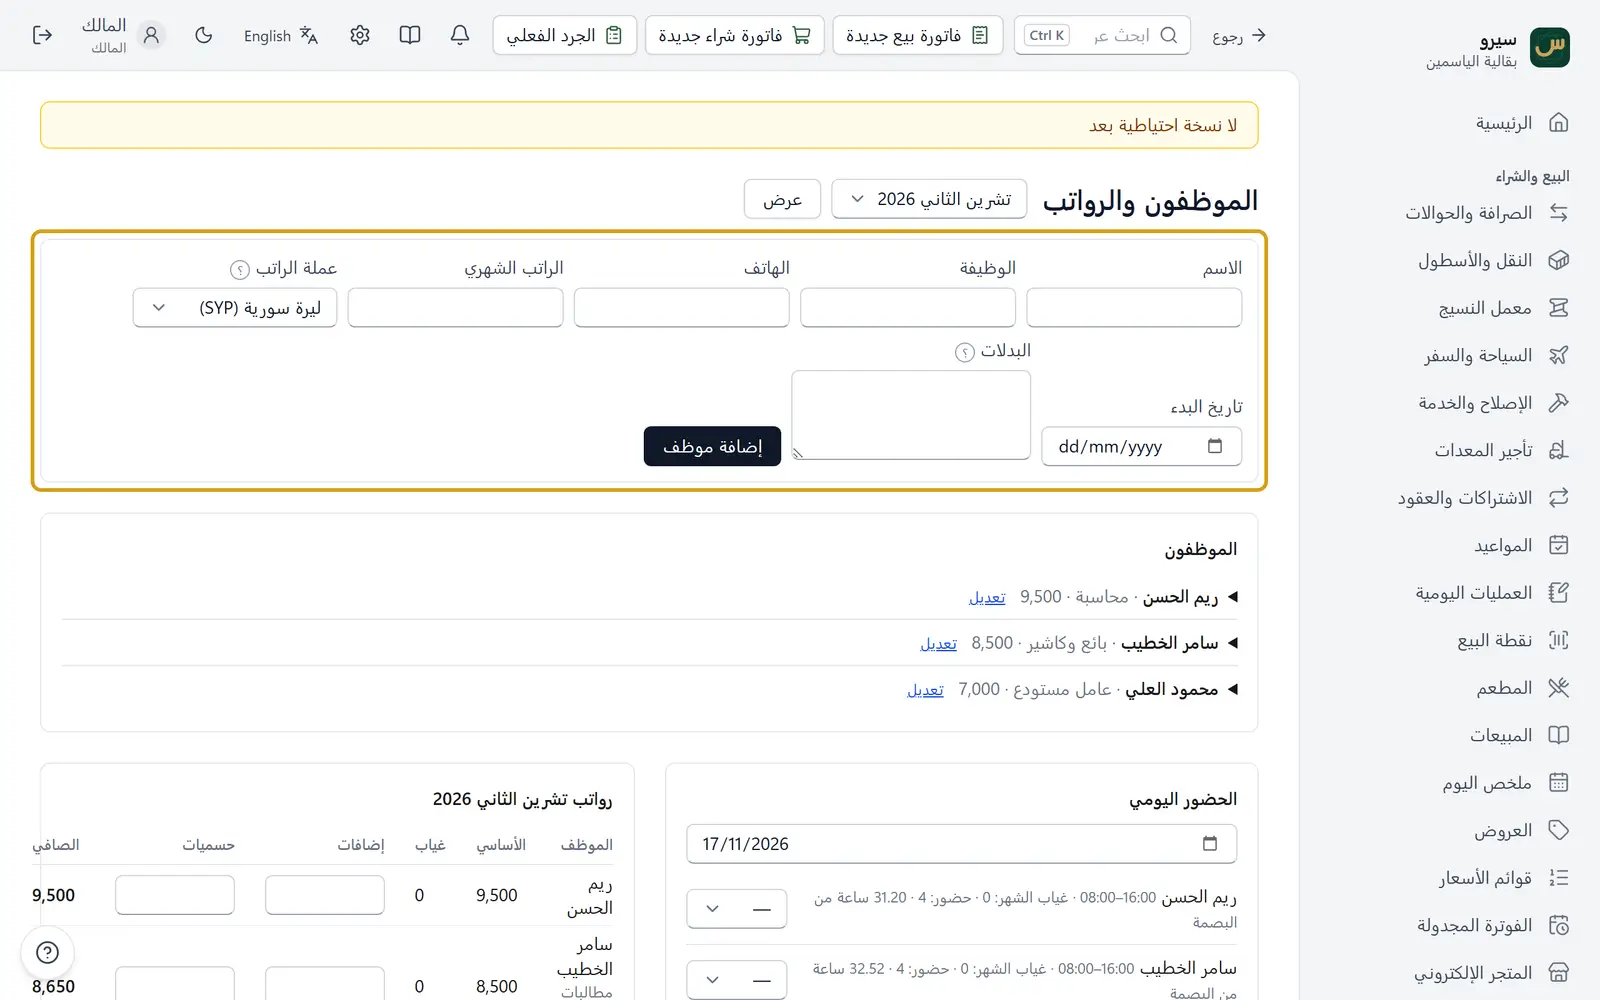 سيرو
بقالية الياسمين
رجوع
ابحث عر
Ctrl K
فاتورة بيع جديدة
فاتورة شراء جديدة
الجرد الفعلي
English
المالك
المالك
الرئيسية
البيع والشراء
الصرافة والحوالات
النقل والأسطول
معمل النسيج
السياحة والسفر
الإصلاح والخدمة
تأجير المعدات
الاشتراكات والعقود
المواعيد
العمليات اليومية
نقطة البيع
المطعم
المبيعات
ملخص اليوم
العروض
قوائم الأسعار
الفوترة المجدولة
المتجر الإلكتروني
لا نسخة احتياطية بعد
الموظفون والرواتب
تشرين الثاني 2026
عرض
الاسم
الوظيفة
الهاتف
الراتب الشهري
عملة الراتب ؟
ليرة سورية (SYP)
تاريخ البدء
dd/mm/yyyy
البدلات ؟
إضافة موظف
الموظفون
ريم الحسن · محاسبة · 9,500 تعديل
سامر الخطيب · بائع وكاشير · 8,500 تعديل
محمود العلي · عامل مستودع · 7,000 تعديل
الحضور اليومي
17/11/2026
ريم الحسن 08:00–16:00 · غياب الشهر: 0 · حضور: 4 · 31.20 ساعة من
البصمة
—
سامر الخطيب 08:00–16:00 · غياب الشهر: 0 · حضور: 4 · 32.52 ساعة
من البصمة
—
رواتب تشرين الثاني 2026
الموظف الأساسي غياب إضافات حسميات الصافي
ريم
الحسن
9,500 0 9,500
سامر
الخطيب
مطالبات
8,500 0 8,650
?